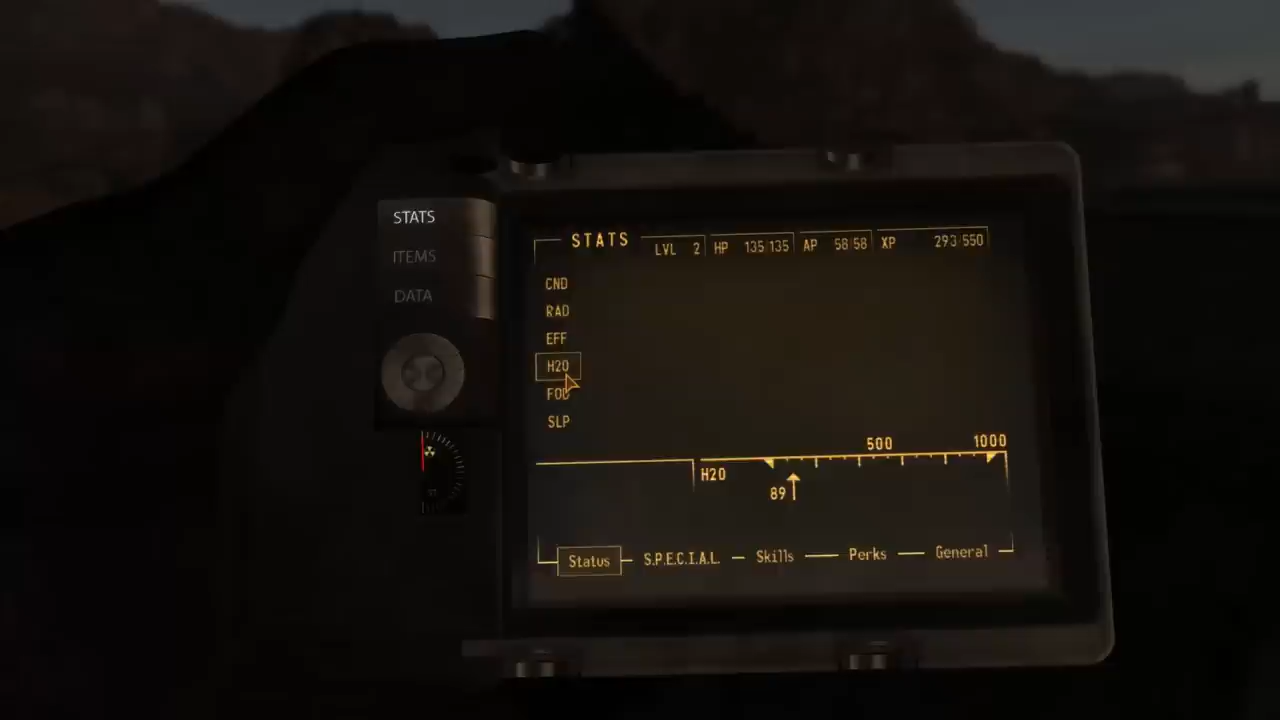 STATS
ITEMS
DATA
STATS LVL 2 HP 135/135 AP 58/58 XP 293/550
CND
RAD
EFF
H2O
FOD
SLP
500 1000
H2O
89
Status S.P.E.C.I.A.L. Skills Perks General